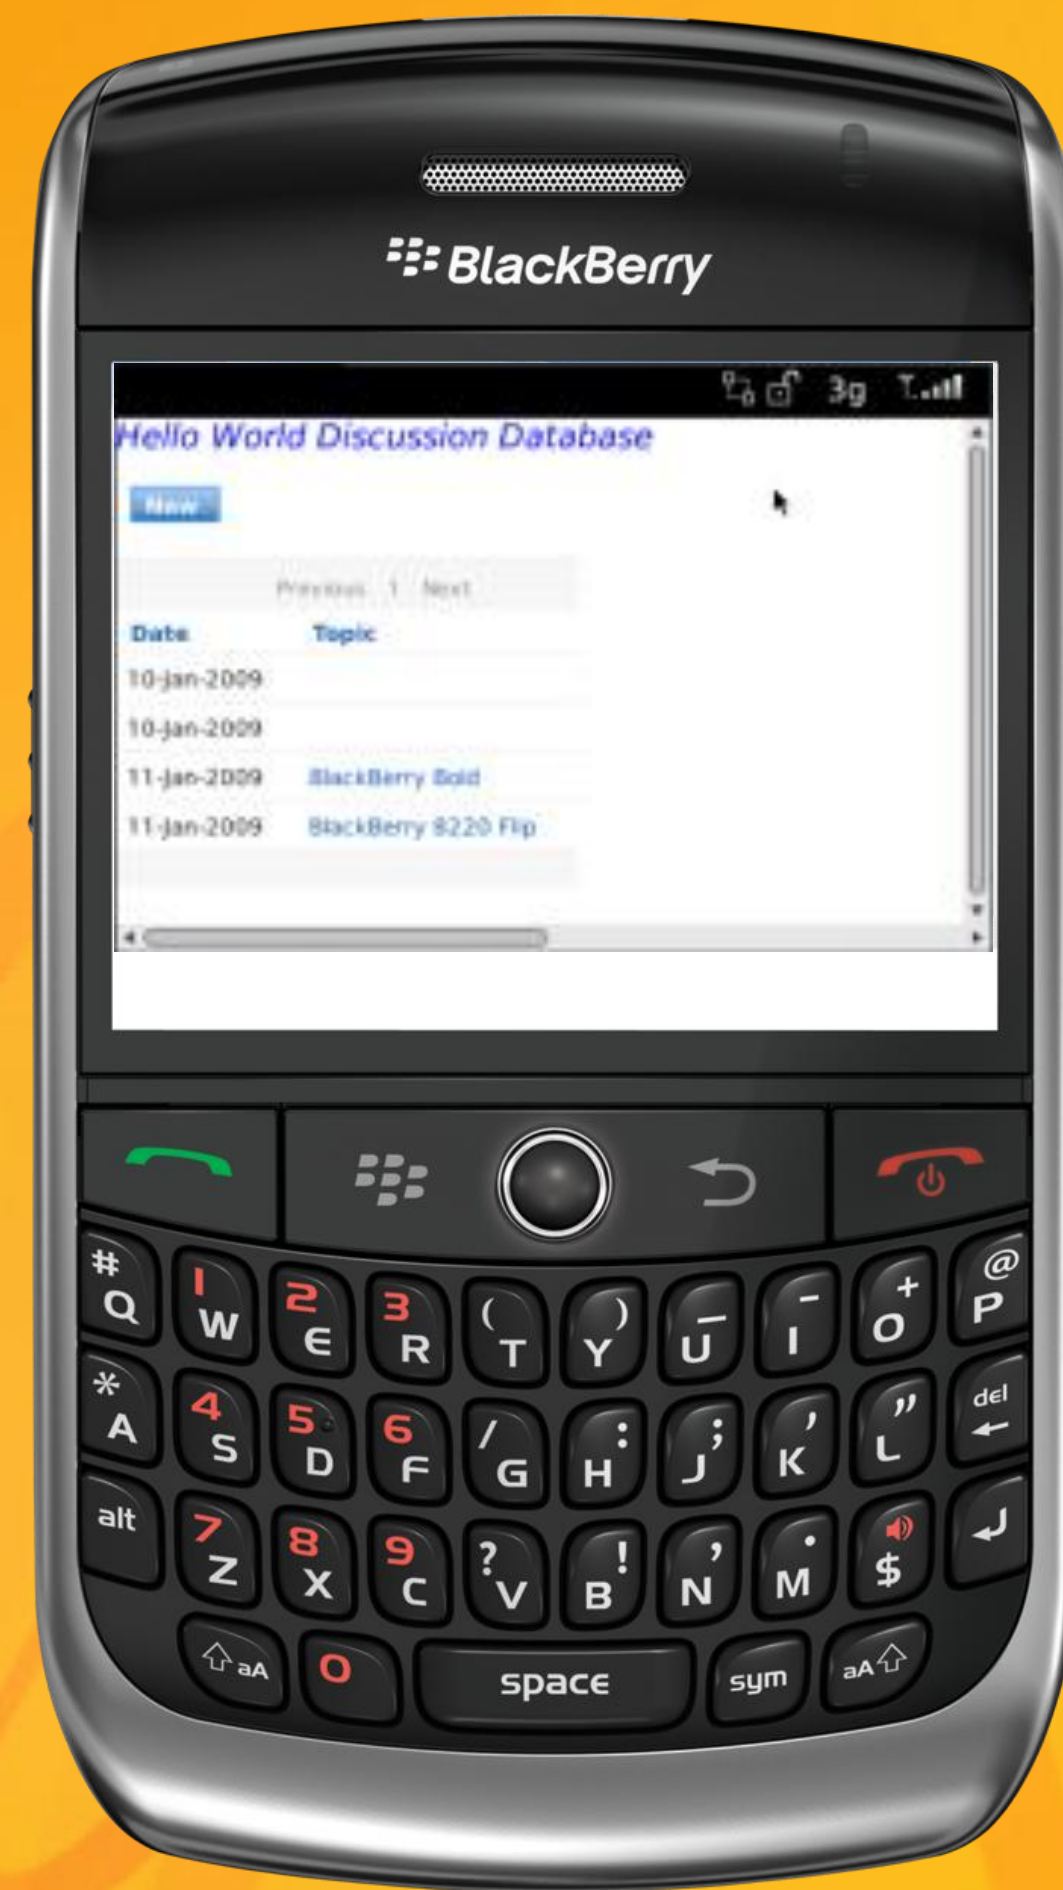 BlackBerry
3g
Hello World Discussion Database
New
Previous 1 Next
Date Topic
10-Jan-2009
10-Jan-2009
11-Jan-2009 BlackBerry Bold
11-Jan-2009 BlackBerry 8220 Flip
# 1 2 3 ( ) _ - + @
Q W E R T Y U I O P
* 4 5 6 / : ; ' " del
A S D F G H J K L
alt 7 8 9 ? ! , .
Z X C V B N M $
aA 0 space sym aA